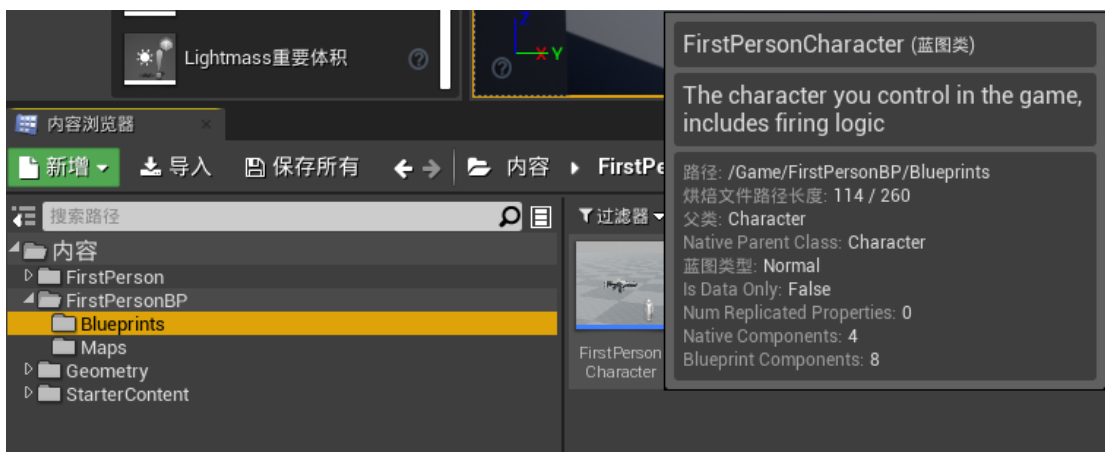 Lightmass重要体积
Z
X
Y
内容浏览器
新增
导入
保存所有
内容
FirstPe
搜索路径
过滤器
内容
FirstPerson
FirstPersonBP
Blueprints
Maps
Geometry
StarterContent
FirstPerson
Character
FirstPersonCharacter (蓝图类)
The character you control in the game,
includes firing logic
路径: /Game/FirstPersonBP/Blueprints
烘焙文件路径长度: 114 / 260
父类: Character
Native Parent Class: Character
蓝图类型: Normal
Is Data Only: False
Num Replicated Properties: 0
Native Components: 4
Blueprint Components: 8